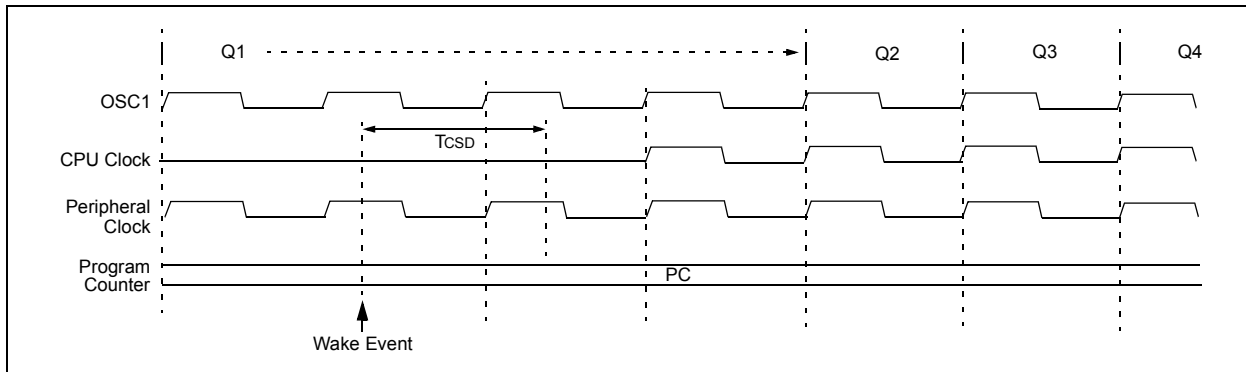 Q1 Q2 Q3 Q4
OSC1
TCSD
CPU Clock
Peripheral
Clock
Program
Counter
PC
Wake Event